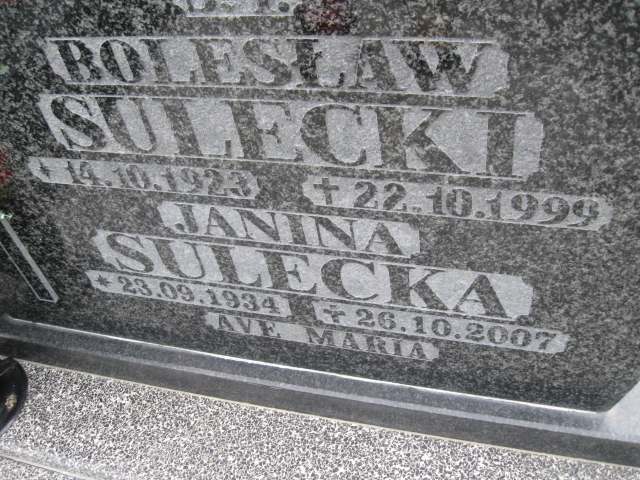 BOLESŁAW
SULECKI
* 14.10.1923 + 22.10.1999
JANINA
SULECKA
* 23.09.1934 + 26.10.2007
AVE MARIA